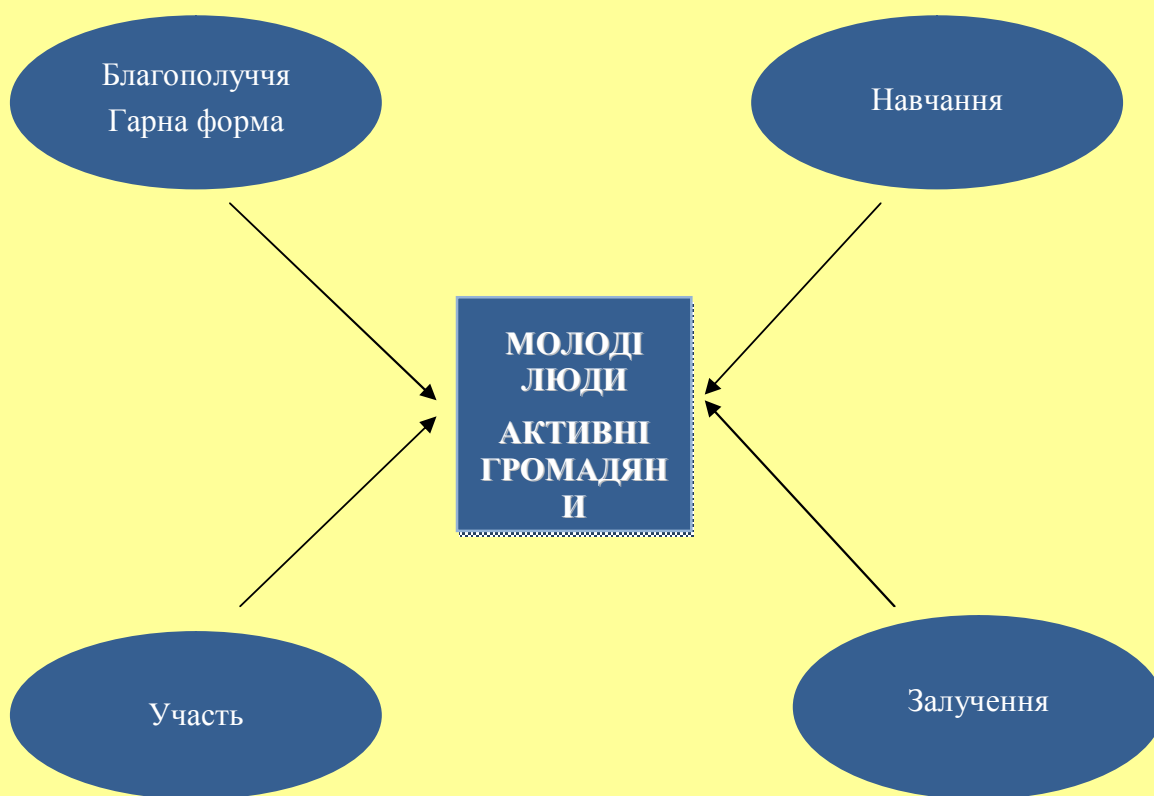 Благополуччя
Гарна форма
Навчання
МОЛОДІ
ЛЮДИ
АКТИВНІ
ГРОМАДЯН
И
Участь
Залучення